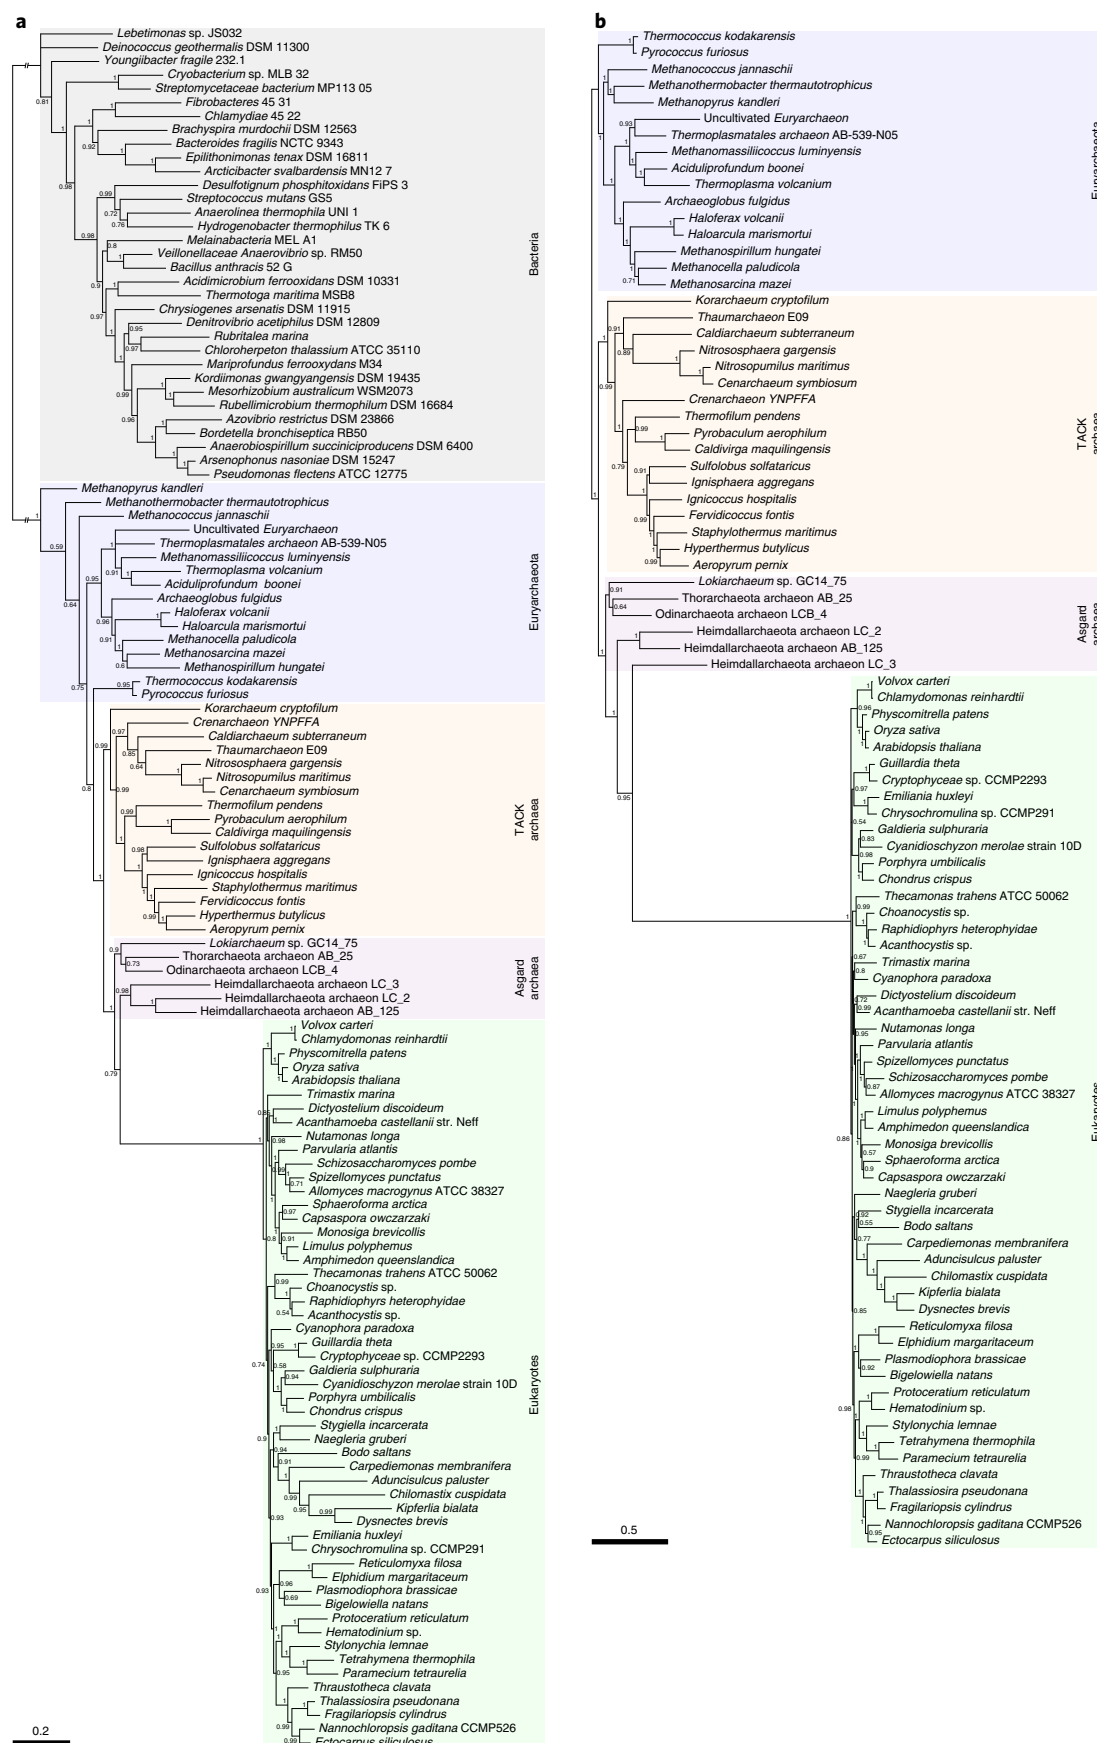 a
Lebetimonas sp. JS032
Deinococcus geothermalis DSM 11300
Youngiibacter fragile 232.1
Cryobacterium sp. MLB 32
Streptomycetaceae bacterium MP113 05
Fibrobacteres 45 31
Chlamydiae 45 22
Brachyspira murdochii DSM 12563
Bacteroides fragilis NCTC 9343
Epilithonimonas tenax DSM 16811
Arcticibacter svalbardensis MN12 7
Desulfotignum phosphitoxidans FiPS 3
Streptococcus mutans GS5
Anaerolinea thermophila UNI 1
Hydrogenobacter thermophilus TK 6
Melainabacteria MEL A1
Veillonellaceae Anaerovibrio sp. RM50
Bacillus anthracis 52 G
Acidimicrobium ferrooxidans DSM 10331
Thermotoga maritima MSB8
Chrysiogenes arsenatis DSM 11915
Denitrovibrio acetiphilus DSM 12809
Rubritalea marina
Chloroherpeton thalassium ATCC 35110
Mariprofundus ferrooxydans M34
Kordiimonas gwangyangensis DSM 19435
Mesorhizobium australicum WSM2073
Rubellimicrobium thermophilum DSM 16684
Azovibrio restrictus DSM 23866
Bordetella bronchiseptica RB50
Anaerobiospirillum succiniciproducens DSM 6400
Arsenophonus nasoniae DSM 15247
Pseudomonas flectens ATCC 12775
Bacteria
Methanopyrus kandleri
Methanothermobacter thermautotrophicus
Methanococcus jannaschii
Uncultivated Euryarchaeon
Thermoplasmatales archaeon AB-539-N05
Methanomassiliicoccus luminyensis
Thermoplasma volcanium
Aciduliprofundum boonei
Archaeoglobus fulgidus
Haloferax volcanii
Haloarcula marismortui
Methanocella paludicola
Methanosarcina mazei
Methanospirillum hungatei
Thermococcus kodakarensis
Pyrococcus furiosus
Euryarchaeota
Korarchaeum cryptofilum
Crenarchaeon YNPFFA
Caldiarchaeum subterraneum
Thaumarchaeon E09
Nitrososphaera gargensis
Nitrosopumilus maritimus
Cenarchaeum symbiosum
Thermofilum pendens
Pyrobaculum aerophilum
Caldivirga maquilingensis
Sulfolobus solfataricus
Ignisphaera aggregans
Ignicoccus hospitalis
Staphylothermus maritimus
Fervidicoccus fontis
Hyperthermus butylicus
Aeropyrum pernix
TACK
archaea
Lokiarchaeum sp. GC14_75
Thorarchaeota archaeon AB_25
Odinarchaeota archaeon LCB_4
Heimdallarchaeota archaeon LC_3
Heimdallarchaeota archaeon LC_2
Heimdallarchaeota archaeon AB_125
Asgard
archaea
Volvox carteri
Chlamydomonas reinhardtii
Physcomitrella patens
Oryza sativa
Arabidopsis thaliana
Trimastix marina
Dictyostelium discoideum
Acanthamoeba castellanii str. Neff
Nutamonas longa
Parvularia atlantis
Schizosaccharomyces pombe
Spizellomyces punctatus
Allomyces macrogynus ATCC 38327
Sphaeroforma arctica
Capsaspora owczarzaki
Monosiga brevicollis
Limulus polyphemus
Amphimedon queenslandica
Thecamonas trahens ATCC 50062
Choanocystis sp.
Raphidiophyrs heterophyidae
Acanthocystis sp.
Cyanophora paradoxa
Guillardia theta
Cryptophyceae sp. CCMP2293
Galdieria sulphuraria
Cyanidioschyzon merolae strain 10D
Porphyra umbilicalis
Chondrus crispus
Stygiella incarcerata
Naegleria gruberi
Bodo saltans
Carpediemonas membranifera
Aduncisulcus paluster
Chilomastix cuspidata
Kipferlia bialata
Dysnectes brevis
Emiliania huxleyi
Chrysochromulina sp. CCMP291
Reticulomyxa filosa
Elphidium margaritaceum
Plasmodiophora brassicae
Bigelowiella natans
Protoceratium reticulatum
Hematodinium sp.
Stylonychia lemnae
Tetrahymena thermophila
Paramecium tetraurelia
Thraustotheca clavata
Thalassiosira pseudonana
Fragilariopsis cylindrus
Nannochloropsis gaditana CCMP526
Ectocarpus siliculosus
Eukaryotes
0.2
b
Thermococcus kodakarensis
Pyrococcus furiosus
Methanococcus jannaschii
Methanothermobacter thermautotrophicus
Methanopyrus kandleri
Uncultivated Euryarchaeon
Thermoplasmatales archaeon AB-539-N05
Methanomassiliicoccus luminyensis
Aciduliprofundum boonei
Thermoplasma volcanium
Archaeoglobus fulgidus
Haloferax volcanii
Haloarcula marismortui
Methanospirillum hungatei
Methanocella paludicola
Methanosarcina mazei
Euryarchaeota
Korarchaeum cryptofilum
Thaumarchaeon E09
Caldiarchaeum subterraneum
Nitrososphaera gargensis
Nitrosopumilus maritimus
Cenarchaeum symbiosum
Crenarchaeon YNPFFA
Thermofilum pendens
Pyrobaculum aerophilum
Caldivirga maquilingensis
Sulfolobus solfataricus
Ignisphaera aggregans
Ignicoccus hospitalis
Fervidicoccus fontis
Staphylothermus maritimus
Hyperthermus butylicus
Aeropyrum pernix
TACK
archaea
Lokiarchaeum sp. GC14_75
Thorarchaeota archaeon AB_25
Odinarchaeota archaeon LCB_4
Heimdallarchaeota archaeon LC_2
Heimdallarchaeota archaeon AB_125
Heimdallarchaeota archaeon LC_3
Asgard
archaea
Volvox carteri
Chlamydomonas reinhardtii
Physcomitrella patens
Oryza sativa
Arabidopsis thaliana
Guillardia theta
Cryptophyceae sp. CCMP2293
Emiliania huxleyi
Chrysochromulina sp. CCMP291
Galdieria sulphuraria
Cyanidioschyzon merolae strain 10D
Porphyra umbilicalis
Chondrus crispus
Thecamonas trahens ATCC 50062
Choanocystis sp.
Raphidiophyrs heterophyidae
Acanthocystis sp.
Trimastix marina
Cyanophora paradoxa
Dictyostelium discoideum
Acanthamoeba castellanii str. Neff
Nutamonas longa
Parvularia atlantis
Spizellomyces punctatus
Schizosaccharomyces pombe
Allomyces macrogynus ATCC 38327
Limulus polyphemus
Amphimedon queenslandica
Monosiga brevicollis
Sphaeroforma arctica
Capsaspora owczarzaki
Naegleria gruberi
Stygiella incarcerata
Bodo saltans
Carpediemonas membranifera
Aduncisulcus paluster
Chilomastix cuspidata
Kipferlia bialata
Dysnectes brevis
Reticulomyxa filosa
Elphidium margaritaceum
Plasmodiophora brassicae
Bigelowiella natans
Protoceratium reticulatum
Hematodinium sp.
Stylonychia lemnae
Tetrahymena thermophila
Paramecium tetraurelia
Thraustotheca clavata
Thalassiosira pseudonana
Fragilariopsis cylindrus
Nannochloropsis gaditana CCMP526
Ectocarpus siliculosus
Eukaryotes
0.5